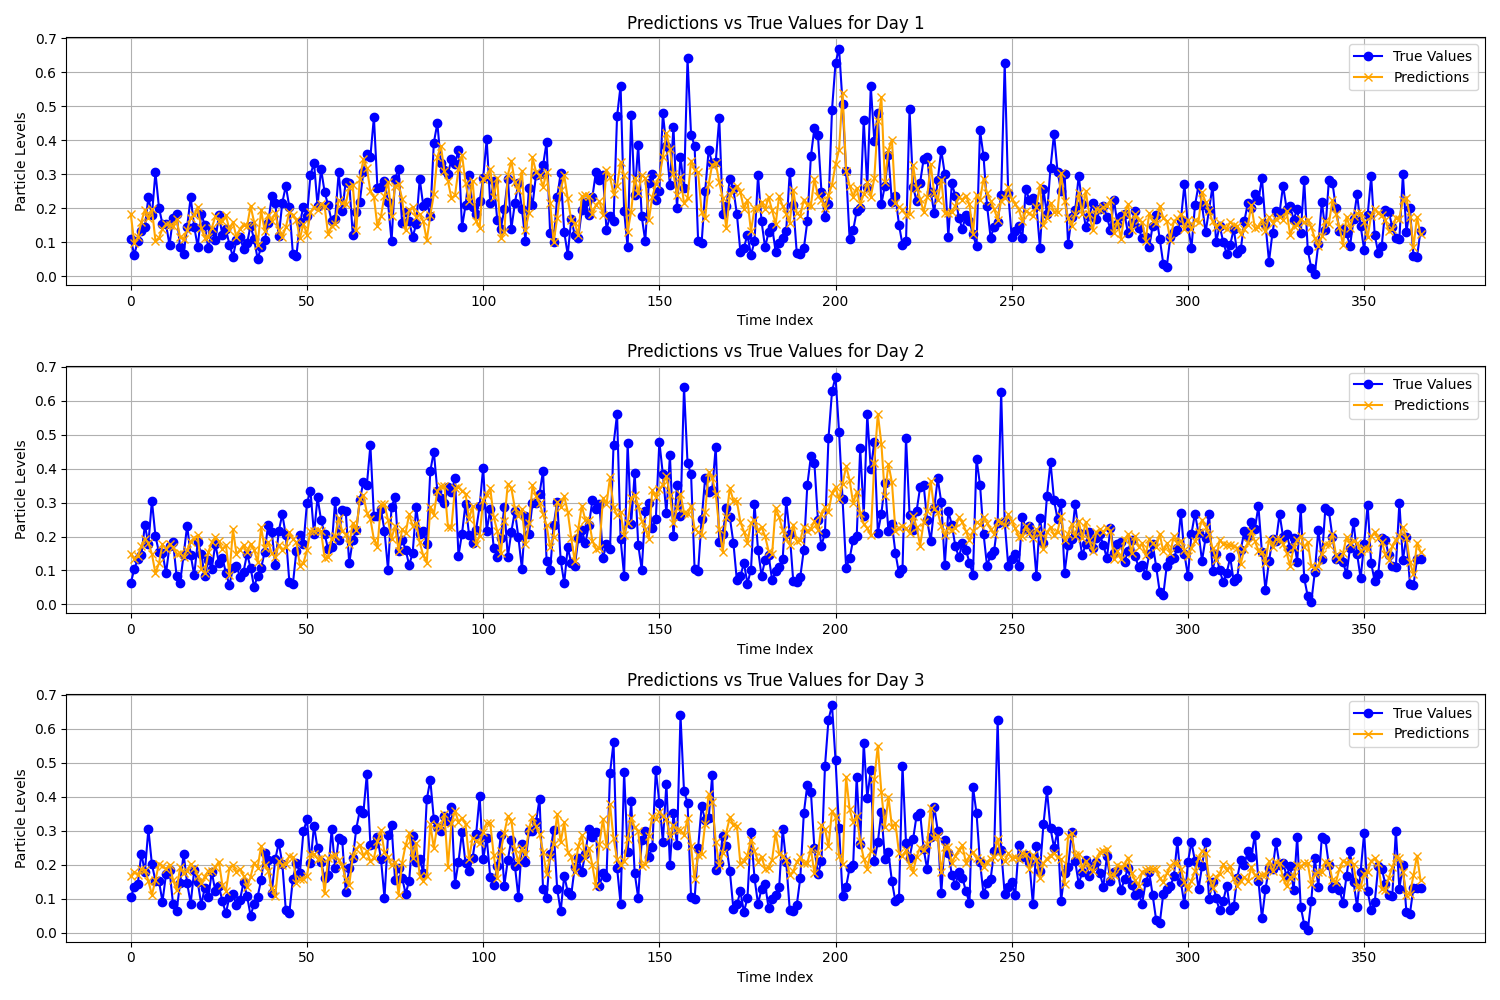 Predictions vs True Values for Day 1
Particle Levels
0.7
0.6
0.5
0.4
0.3
0.2
0.1
0.0
True Values
Predictions
0 50 100 150 200 250 300 350
Time Index
Predictions vs True Values for Day 2
Particle Levels
0.7
0.6
0.5
0.4
0.3
0.2
0.1
0.0
True Values
Predictions
0 50 100 150 200 250 300 350
Time Index
Predictions vs True Values for Day 3
Particle Levels
0.7
0.6
0.5
0.4
0.3
0.2
0.1
0.0
True Values
Predictions
0 50 100 150 200 250 300 350
Time Index